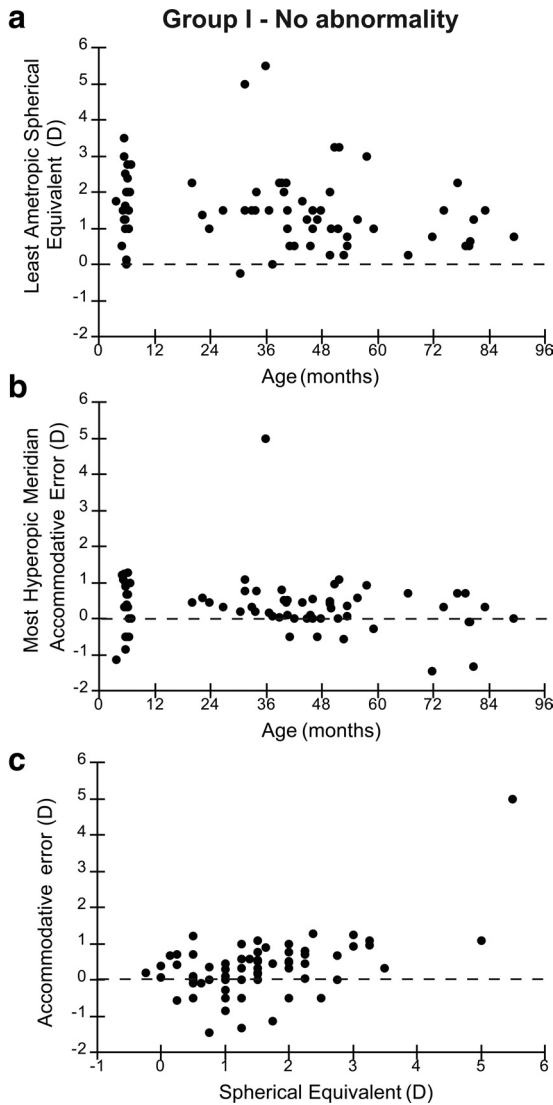 a
Group I - No abnormality
Least Ametropic Spherical
Equivalent (D)
6
5
4
3
2
1
0
-1
-2
0 12 24 36 48 60 72 84 96
Age (months)
b
Most Hyperopic Meridian
Accommodative Error (D)
6
5
4
3
2
1
0
-1
-2
0 12 24 36 48 60 72 84 96
Age (months)
c
Accommodative error (D)
6
5
4
3
2
1
0
-1
-2
-1 0 1 2 3 4 5 6
Spherical Equivalent (D)